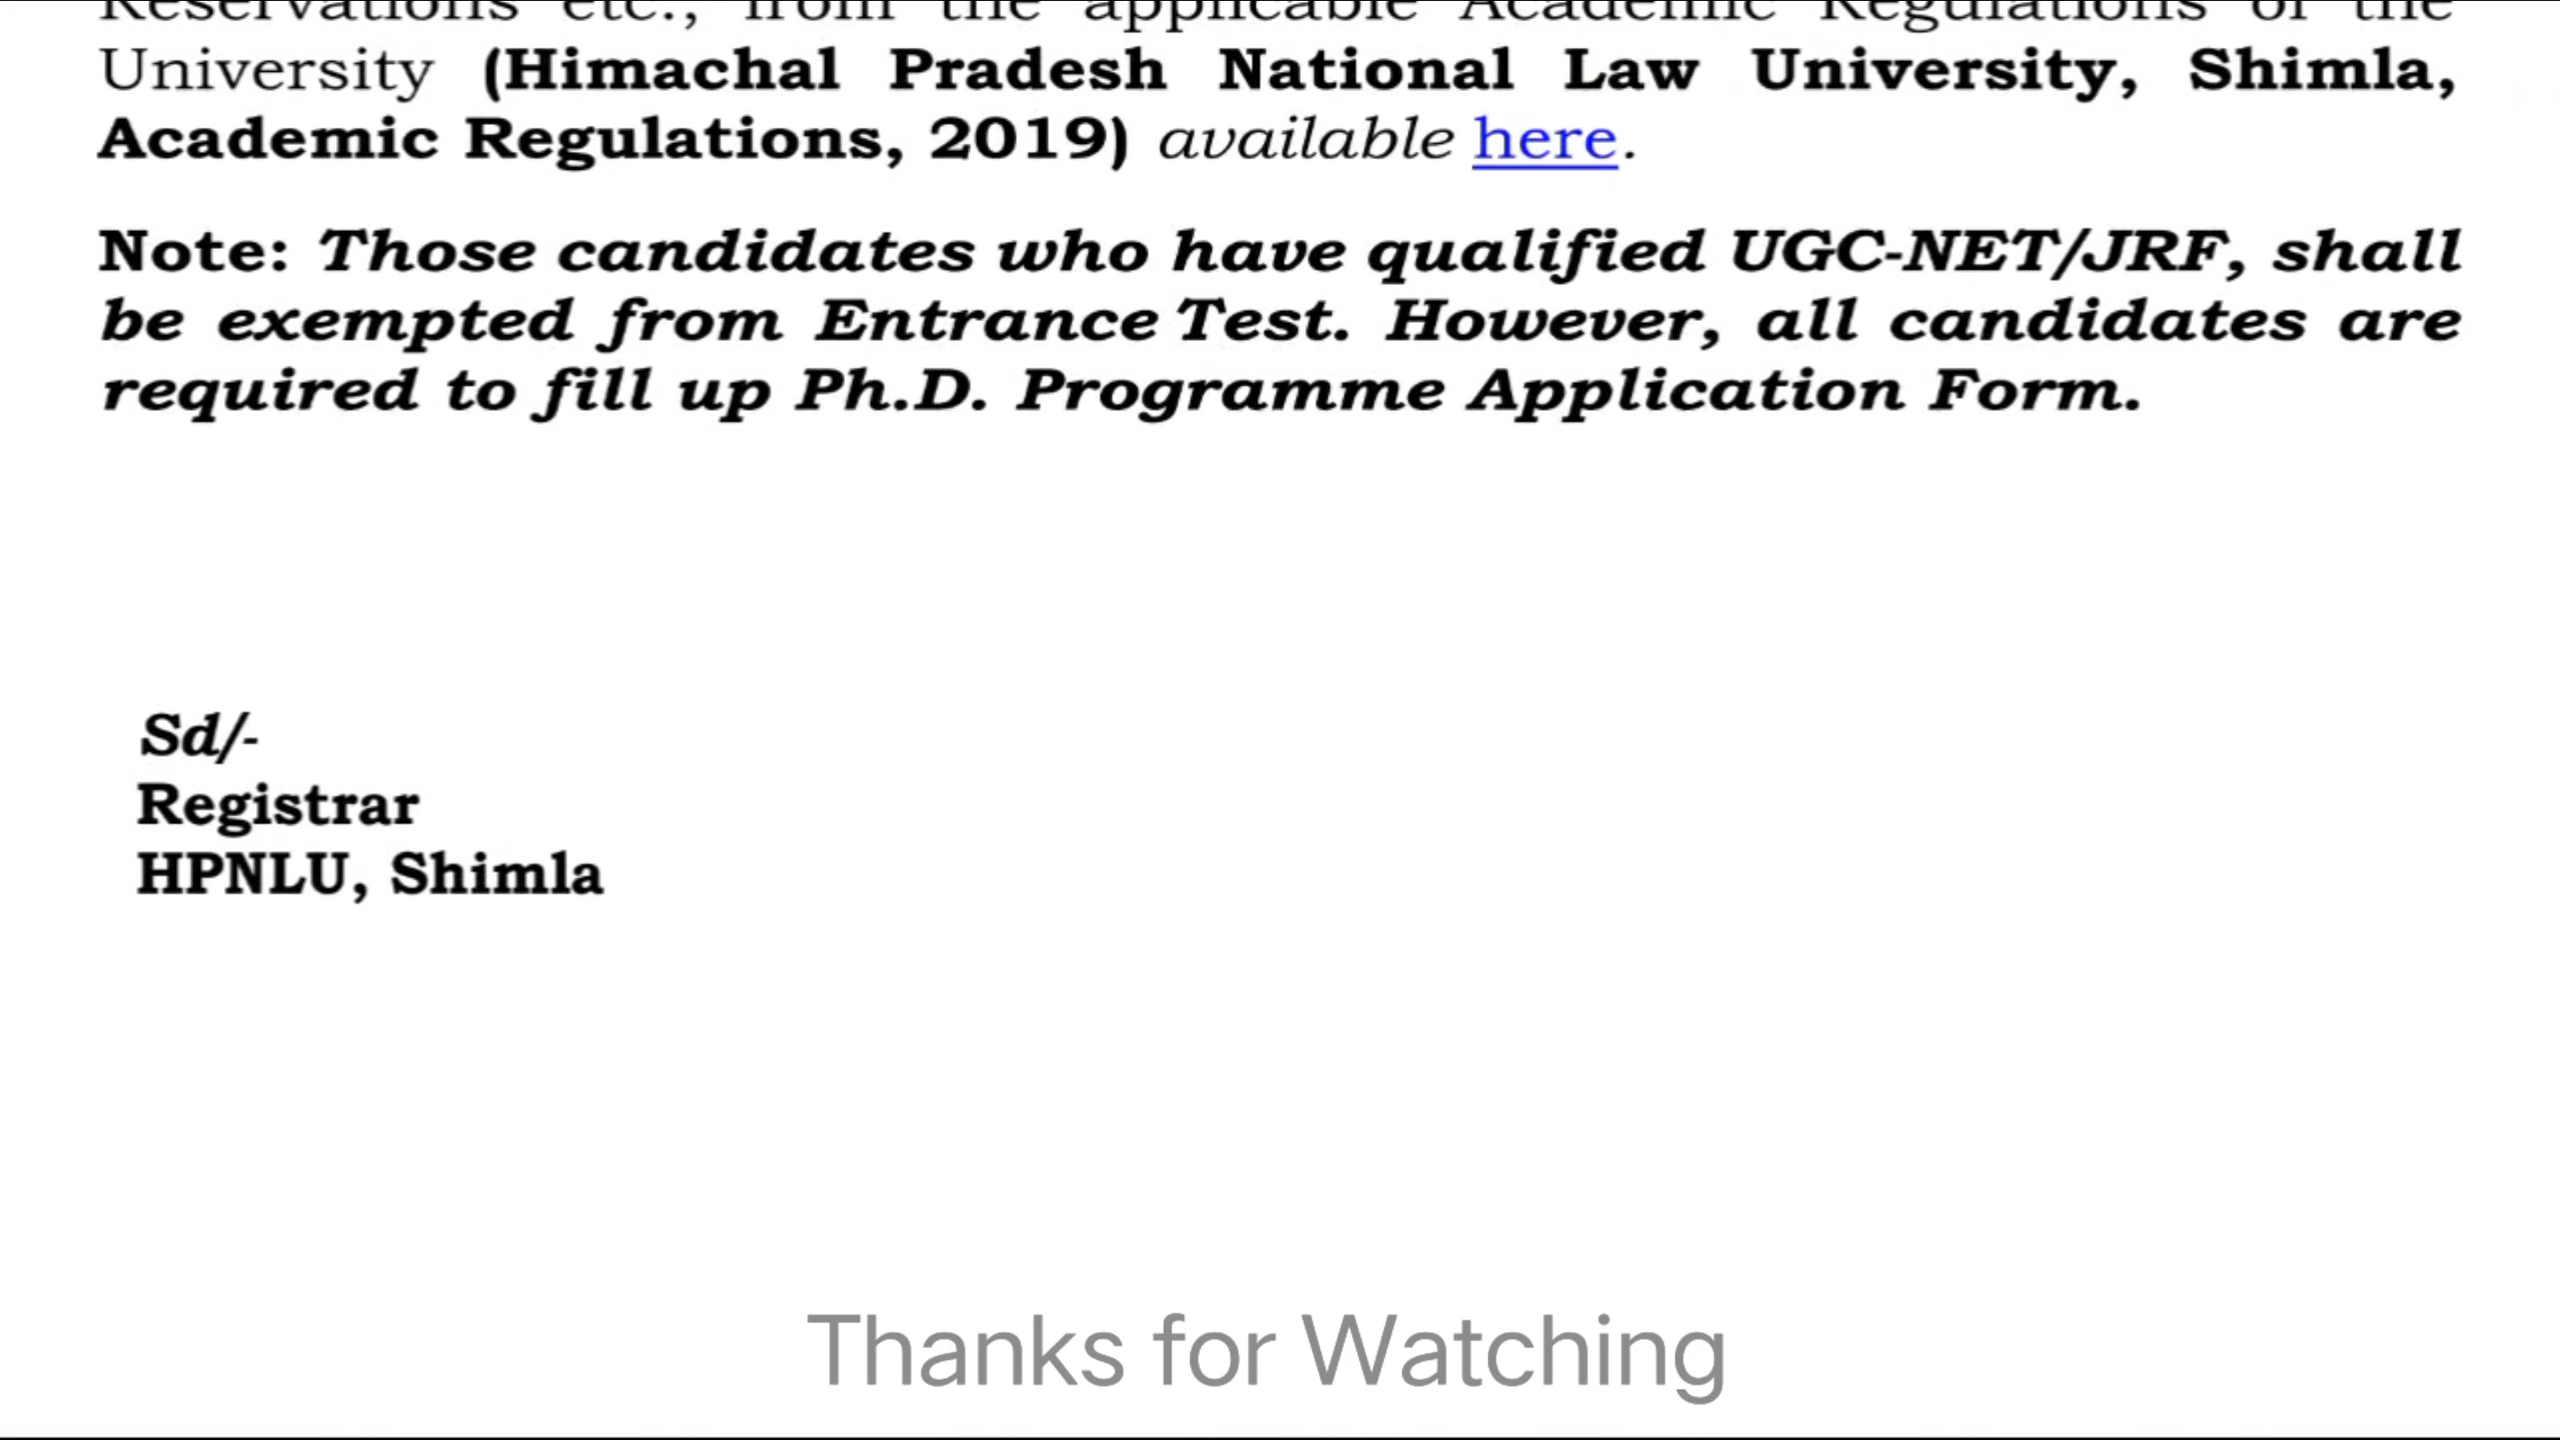 Reservations etc., from the applicable Academic Regulations of the
University (Himachal Pradesh National Law University, Shimla,
Academic Regulations, 2019) available here.
Note: Those candidates who have qualified UGC-NET/JRF, shall
be exempted from Entrance Test. However, all candidates are
required to fill up Ph.D. Programme Application Form.
Sd/-
Registrar
HPNLU, Shimla
Thanks for Watching